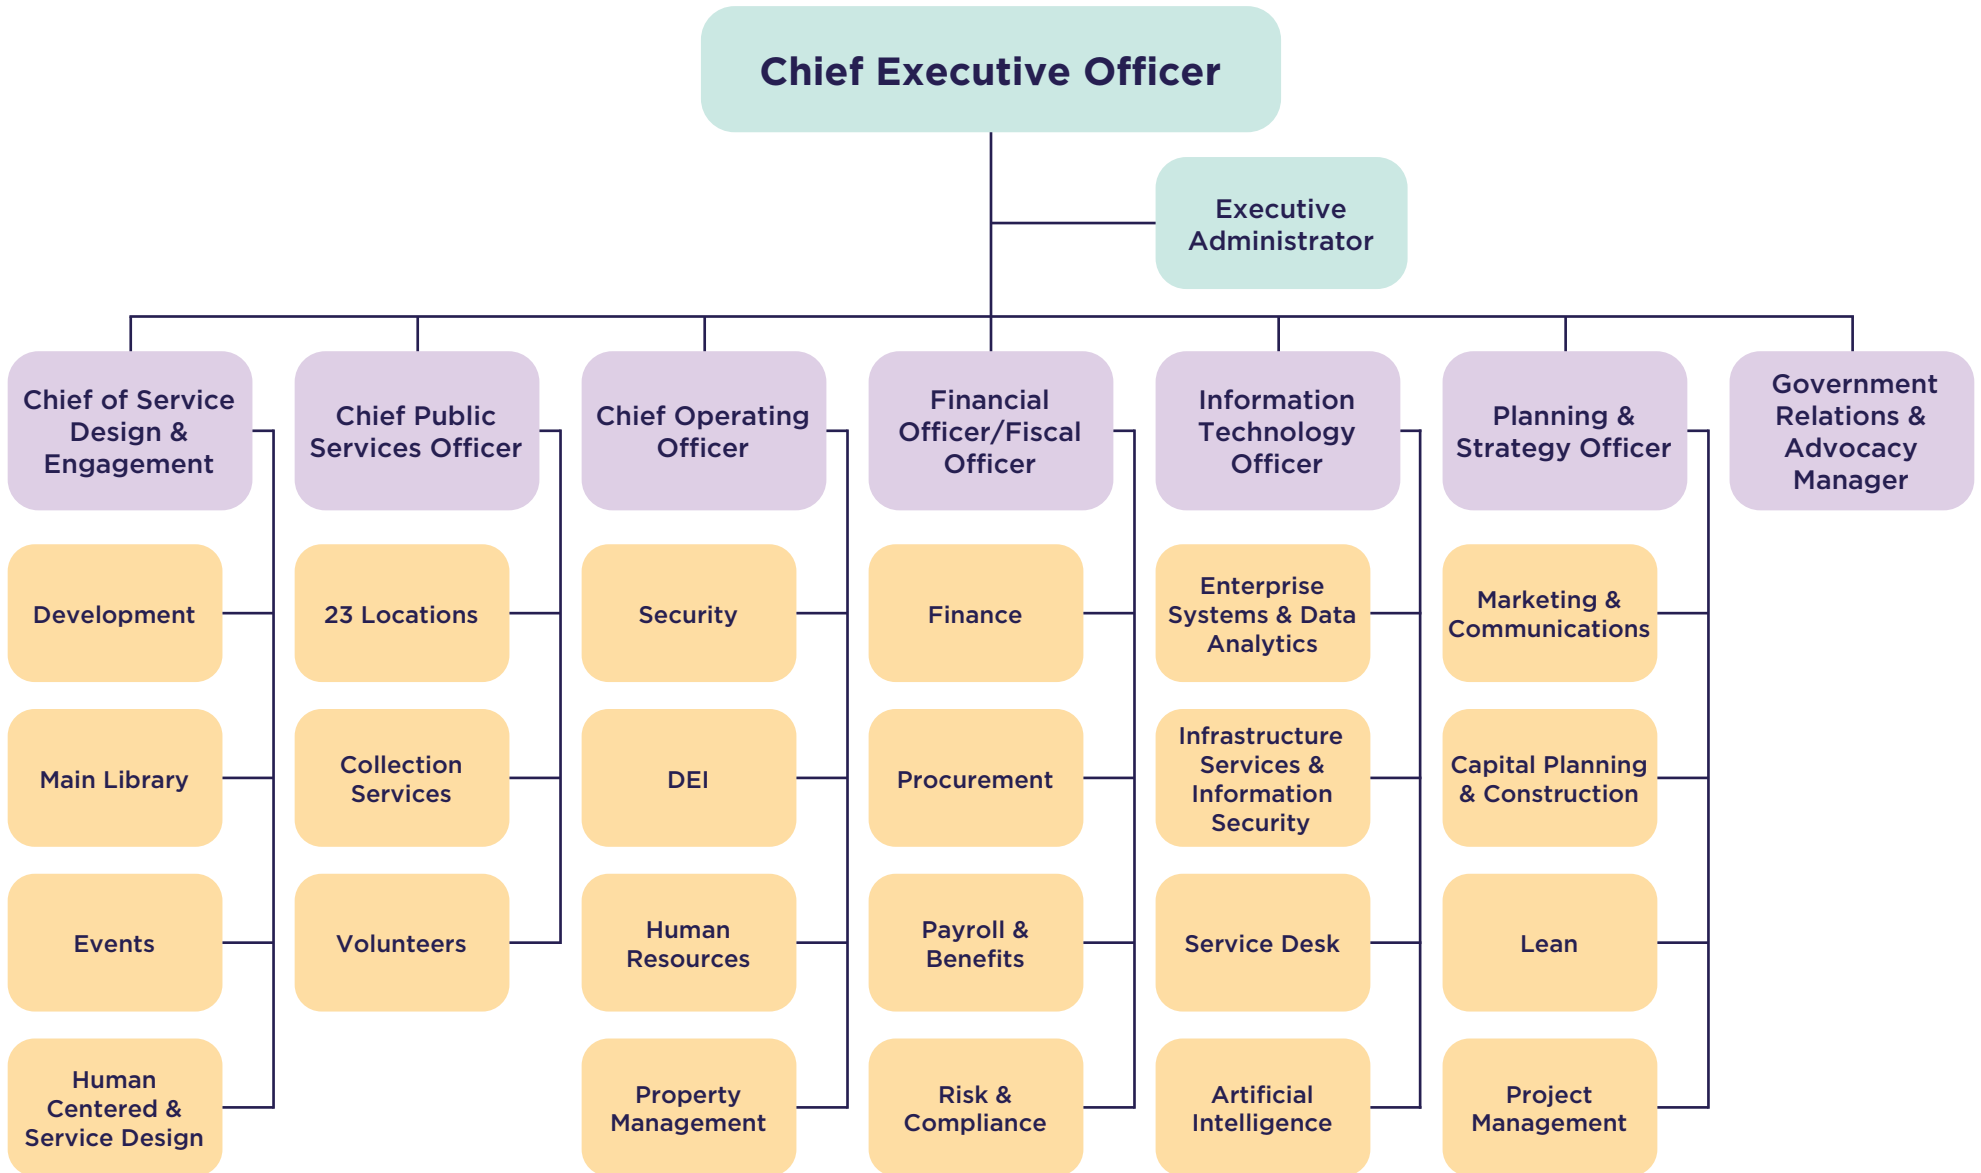 Chief Executive Officer
Executive
Administrator
Chief of Service
Design &
Engagement
Chief Public
Services Officer
Chief Operating
Officer
Financial
Officer/Fiscal
Officer
Information
Technology
Officer
Planning &
Strategy Officer
Government
Relations &
Advocacy
Manager
Development
Main Library
Events
Human
Centered &
Service Design
23 Locations
Collection
Services
Volunteers
Security
DEI
Human
Resources
Property
Management
Finance
Procurement
Payroll &
Benefits
Risk &
Compliance
Enterprise
Systems & Data
Analytics
Infrastructure
Services &
Information
Security
Service Desk
Artificial
Intelligence
Marketing &
Communications
Capital Planning
& Construction
Lean
Project
Management